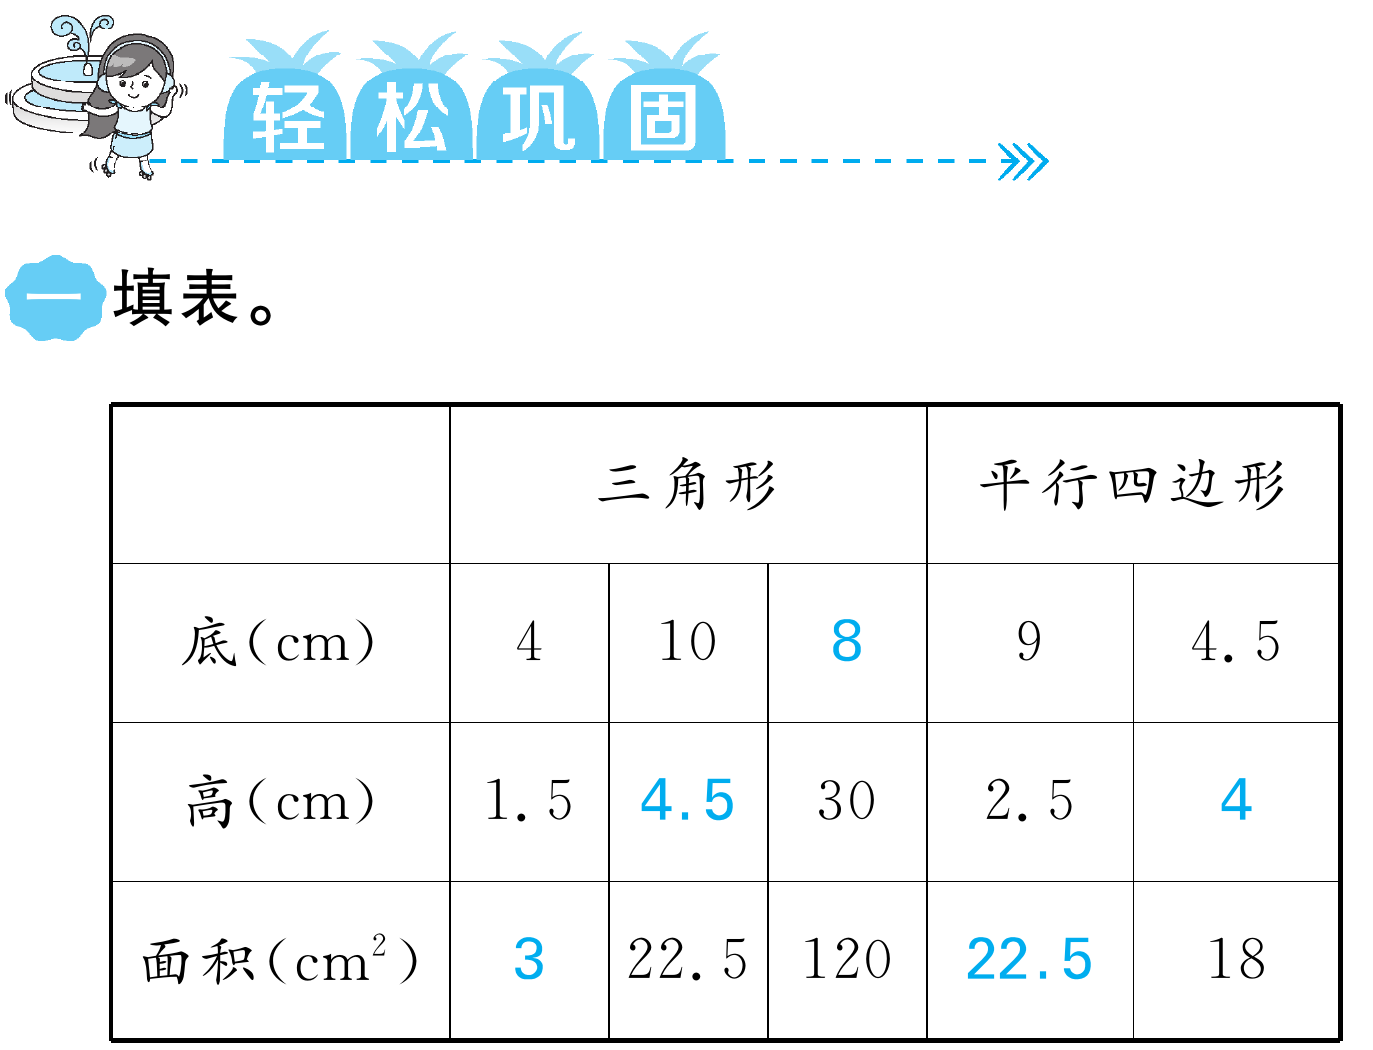 轻松巩固
一 填表。
三角形 平行四边形
底(cm) 4 10 8 9 4.5
高(cm) 1.5 4.5 30 2.5 4
面积(cm²) 3 22.5 120 22.5 18